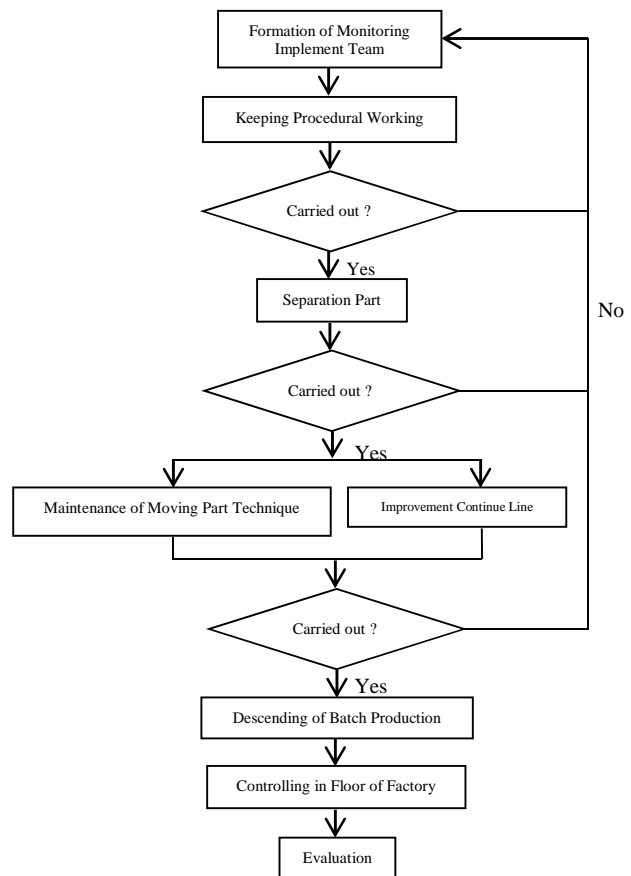 Formation of Monitoring
Implement Team
Keeping Procedural Working
Carried out ?
Yes
Separation Part
No
Carried out ?
Yes
Maintenance of Moving Part Technique
Improvement Continue Line
Carried out ?
Yes
Descending of Batch Production
Controlling in Floor of Factory
Evaluation